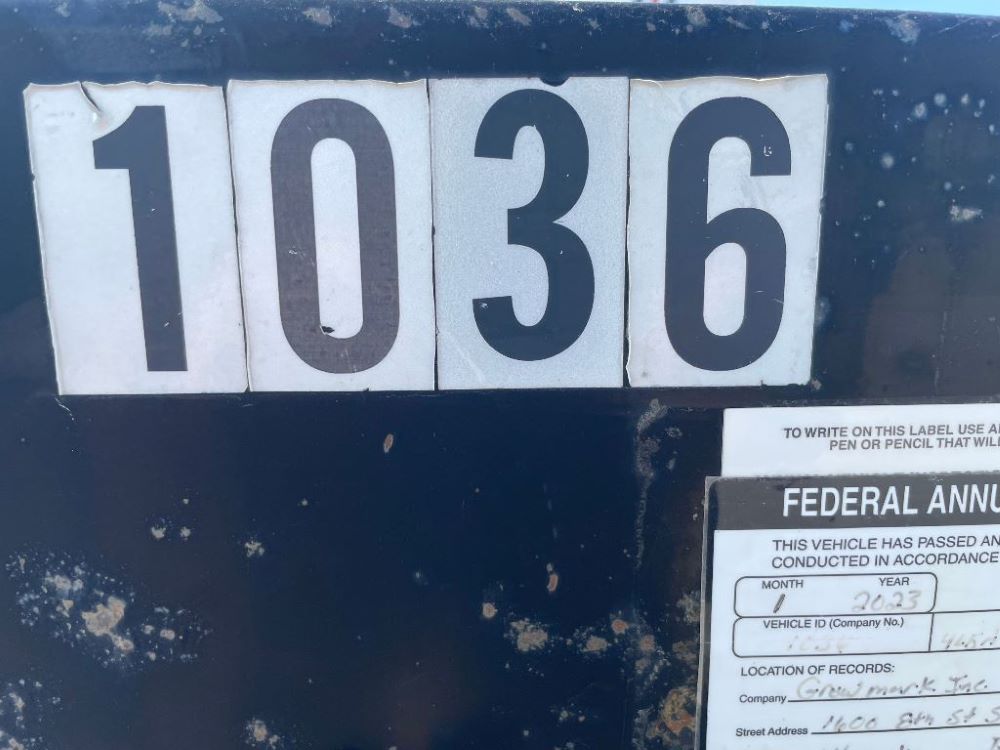 1036
TO WRITE ON THIS LABEL USE A
PEN OR PENCIL THAT WILL
FEDERAL ANNU
THIS VEHICLE HAS PASSED AN
CONDUCTED IN ACCORDANCE
MONTH YEAR
1 2023
VEHICLE ID (Company No.)
1036
LOCATION OF RECORDS:
Company Growmark Inc.
Street Address 1600 8th St S